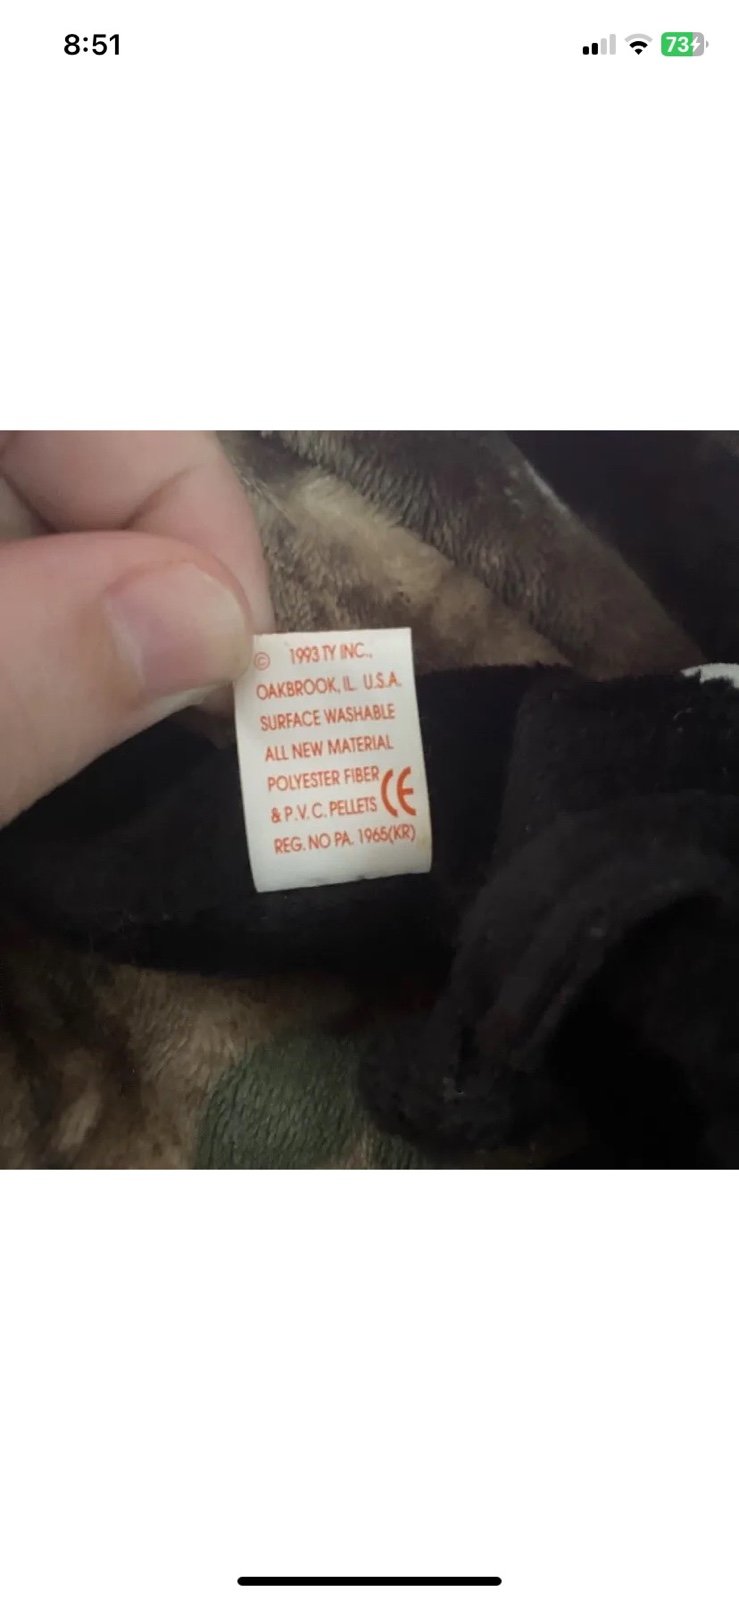 8:51
73
© 1993 TY INC.,
OAKBROOK, IL. U.S.A.
SURFACE WASHABLE
ALL NEW MATERIAL
POLYESTER FIBER
& P.V.C. PELLETS CE
REG. NO PA. 1965(KR)